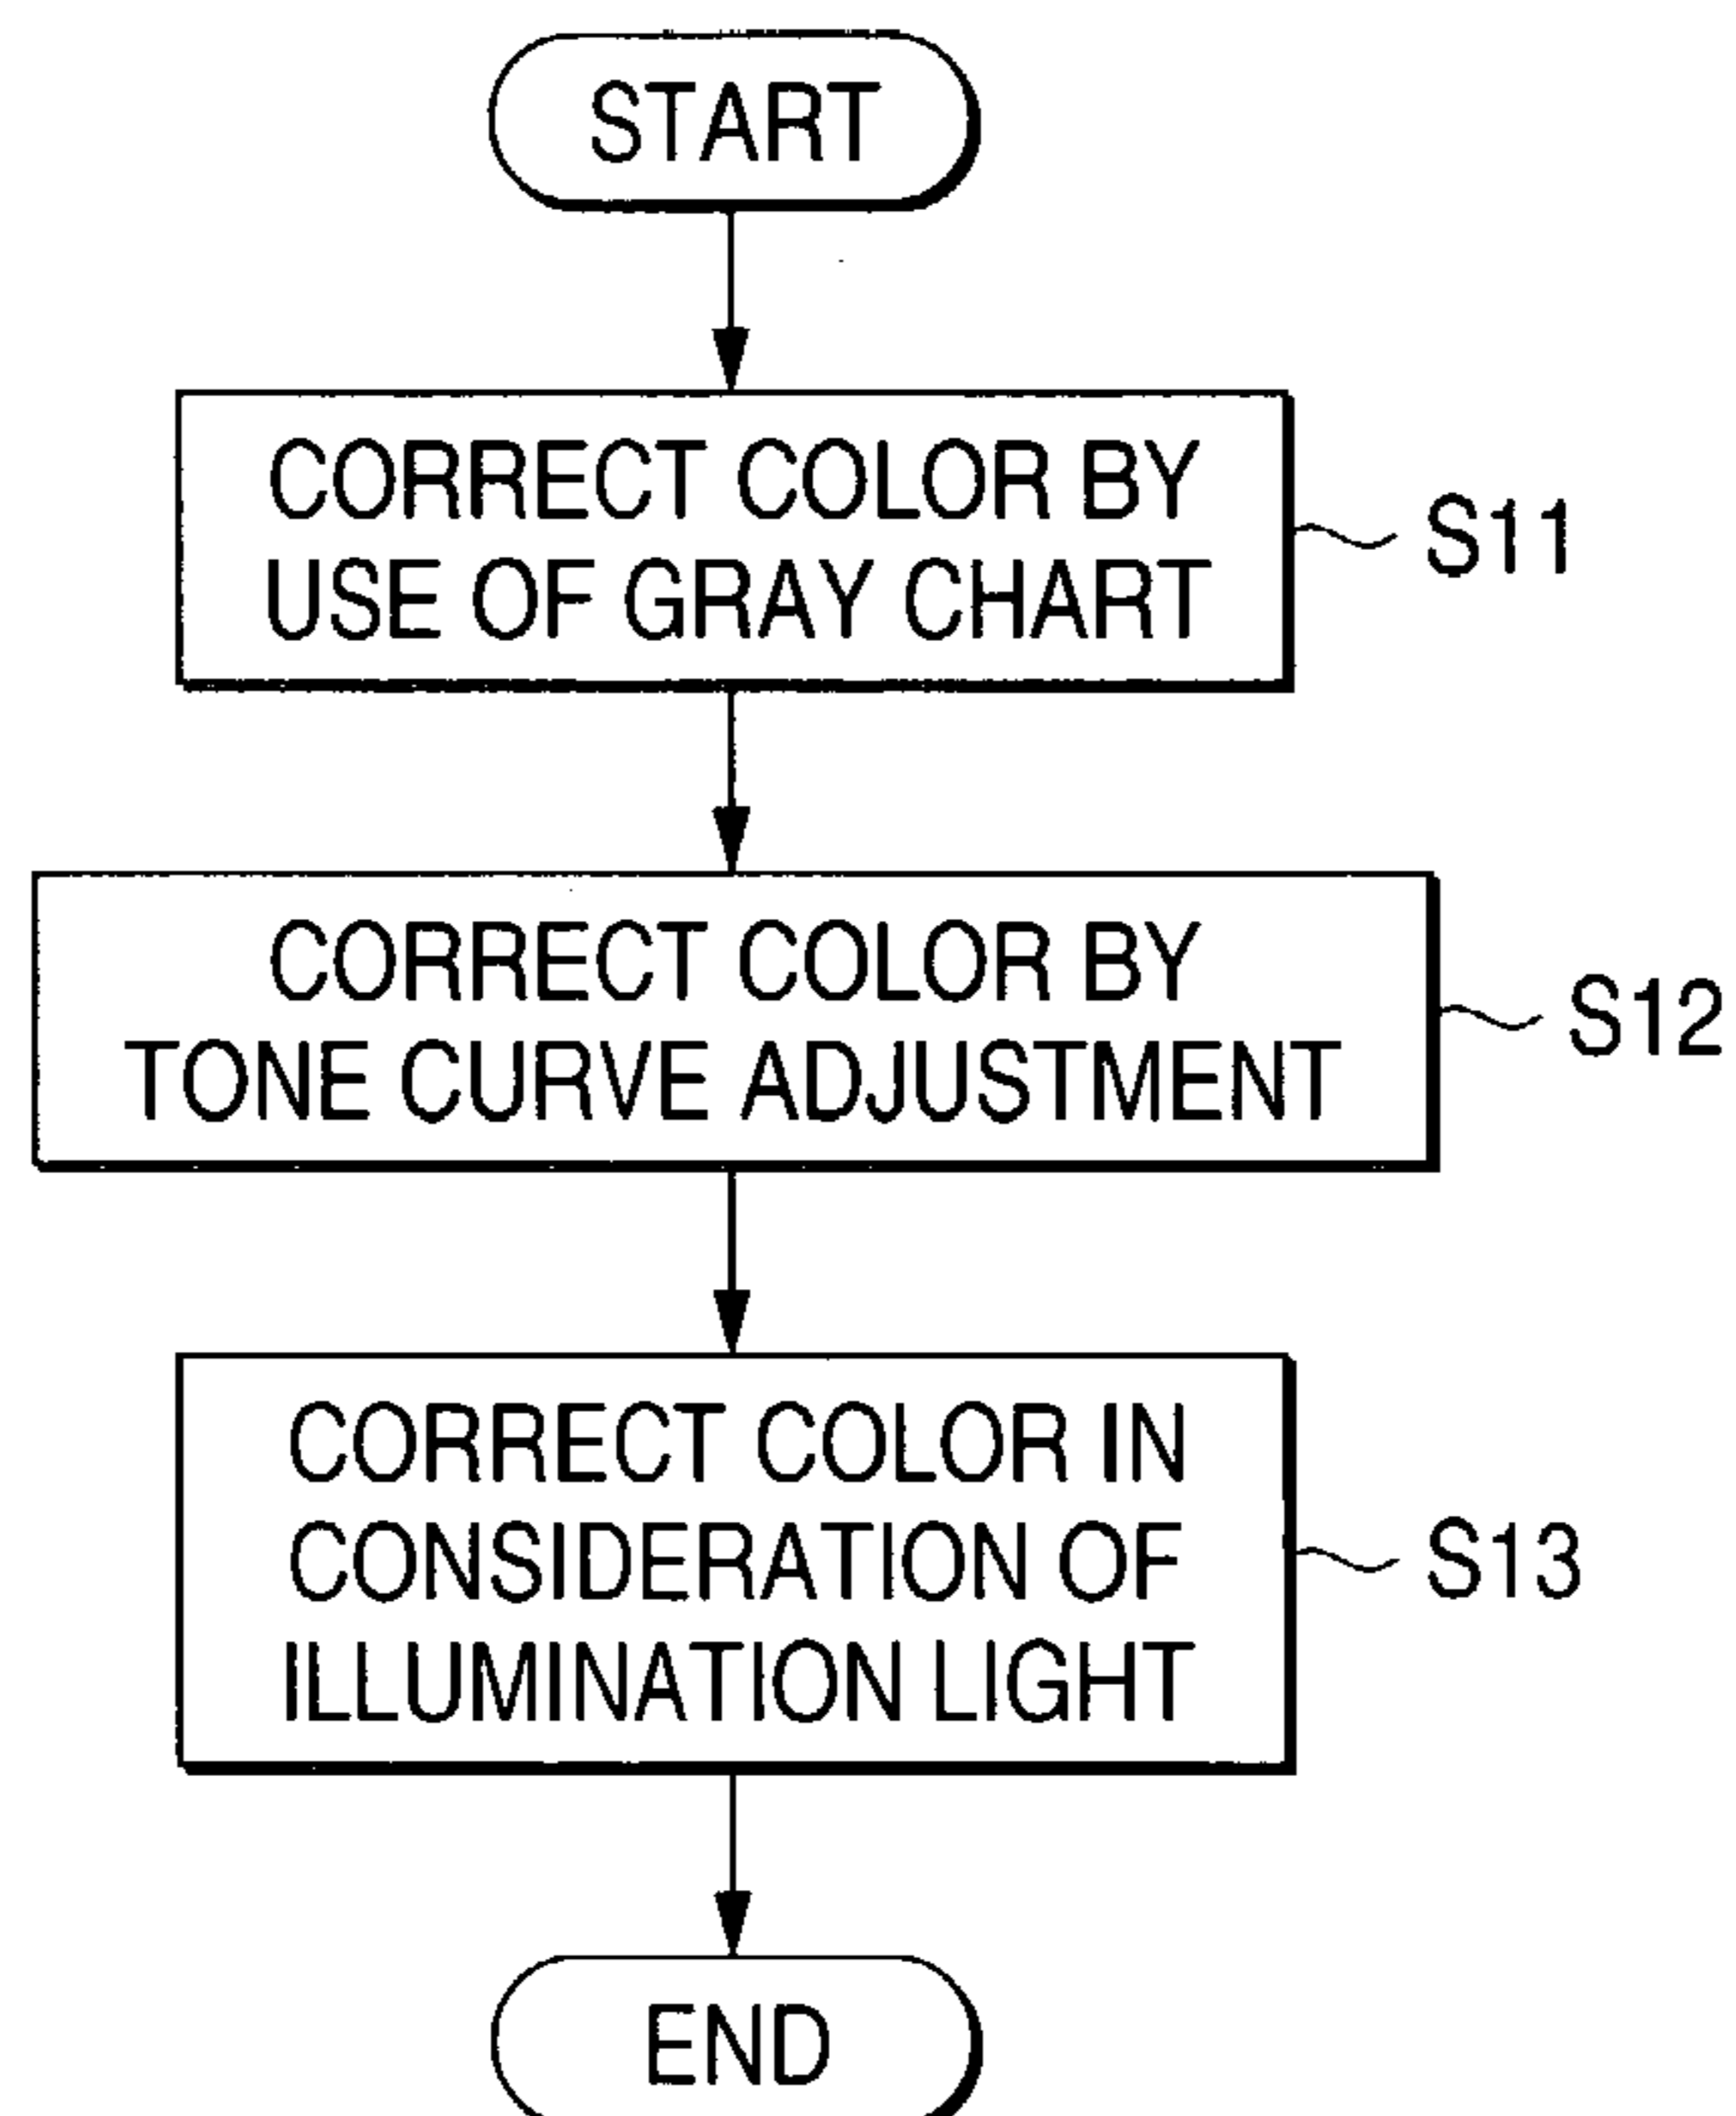 START
CORRECT COLOR BY
USE OF GRAY CHART
S11
CORRECT COLOR BY
TONE CURVE ADJUSTMENT
S12
CORRECT COLOR IN
CONSIDERATION OF
ILLUMINATION LIGHT
S13
END